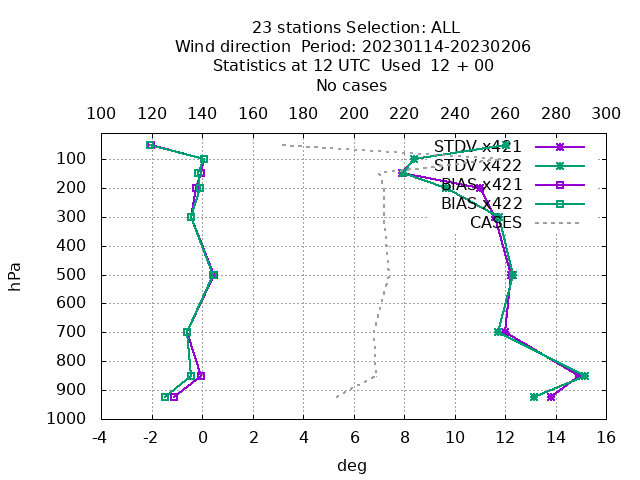 23 stations Selection: ALL
Wind direction  Period: 20230114-20230206
Statistics at 12 UTC  Used  12 + 00
No cases
100 120 140 160 180 200 220 240 260 280 300
STDV x421
STDV x422
BIAS x421
BIAS x422
CASES
100
200
300
400
500
600
700
800
900
1000
hPa
-4 -2 0 2 4 6 8 10 12 14 16
deg